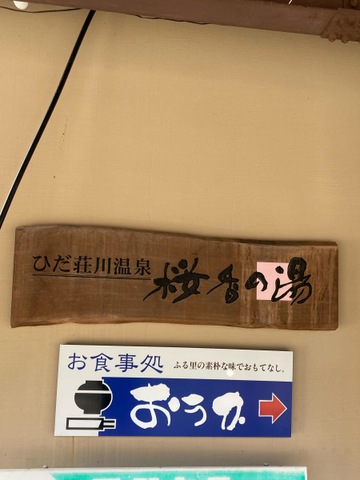 ひだ荘川温泉 桜香の湯
お食事処 ふる里の素朴な味でおもてなし。
おうか